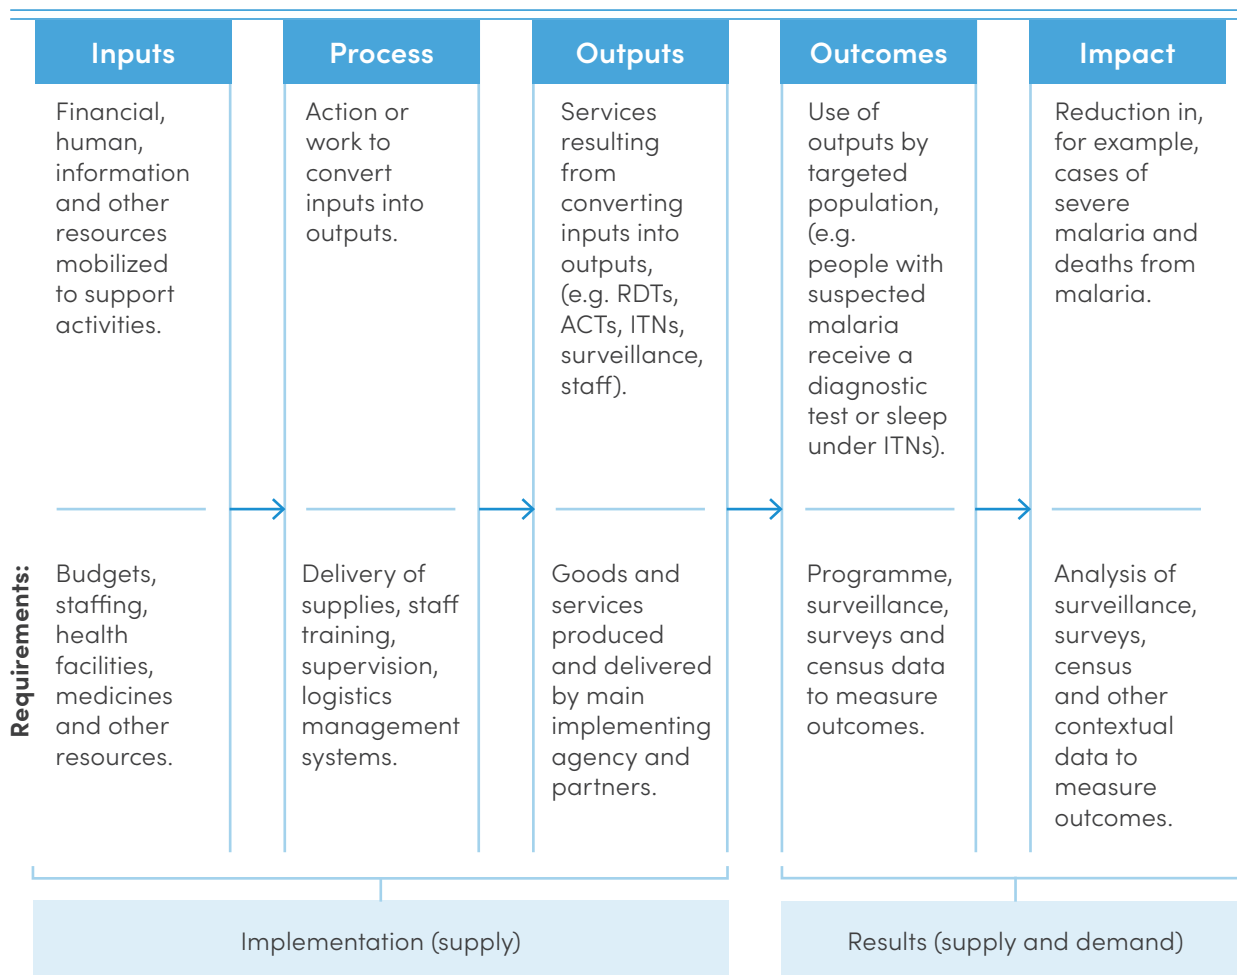 Inputs
Financial,
human,
information
and other
resources
mobilized
to support
activities.
Process
Action or
work to
convert
inputs into
outputs.
Outputs
Services
resulting
from
converting
inputs into
outputs,
(e.g. RDTs,
ACTs, ITNs,
surveillance,
staff).
Outcomes
Use of
outputs by
targeted
population,
(e.g.
people with
suspected
malaria
receive a
diagnostic
test or sleep
under ITNs).
Impact
Reduction in,
for example,
cases of
severe
malaria and
deaths from
malaria.
Requirements:
Budgets,
staffing,
health
facilities,
medicines
and other
resources.
Delivery of
supplies, staff
training,
supervision,
logistics
management
systems.
Goods and
services
produced
and delivered
by main
implementing
agency and
partners.
Programme,
surveillance,
surveys and
census data
to measure
outcomes.
Analysis of
surveillance,
surveys,
census
and other
contextual
data to
measure
outcomes.
Implementation (supply)
Results (supply and demand)